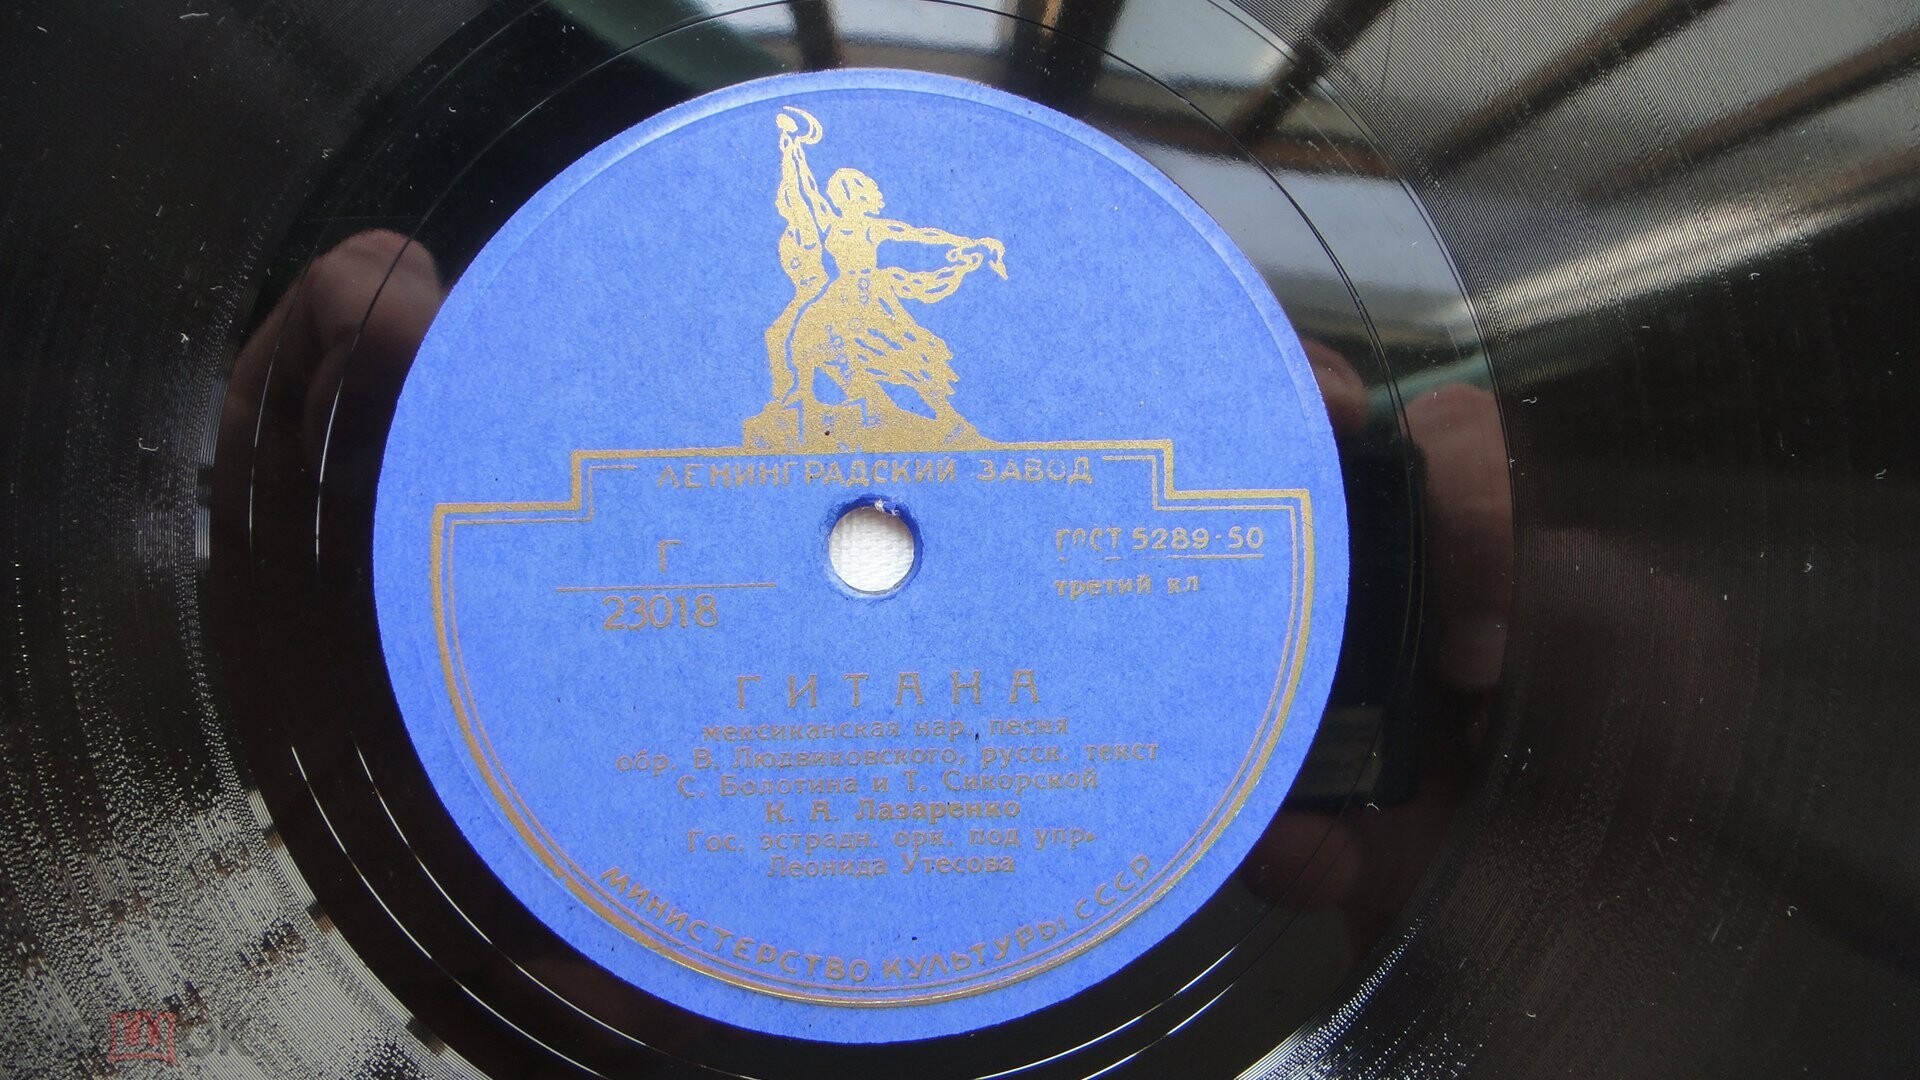 ЛЕНИНГРАДСКИЙ ЗАВОД
Г
23018
ГОСТ 5289-50
третий кл
ГИТАНА
мексиканская нар. песня
обр. В. Людвиковского, русск. текст
С. Болотина и Т. Сикорской
К. А. Лазаренко
Гос. эстрадн. орк. под упр.
Леонида Утесова
МИНИСТЕРСТВО КУЛЬТУРЫ СССР